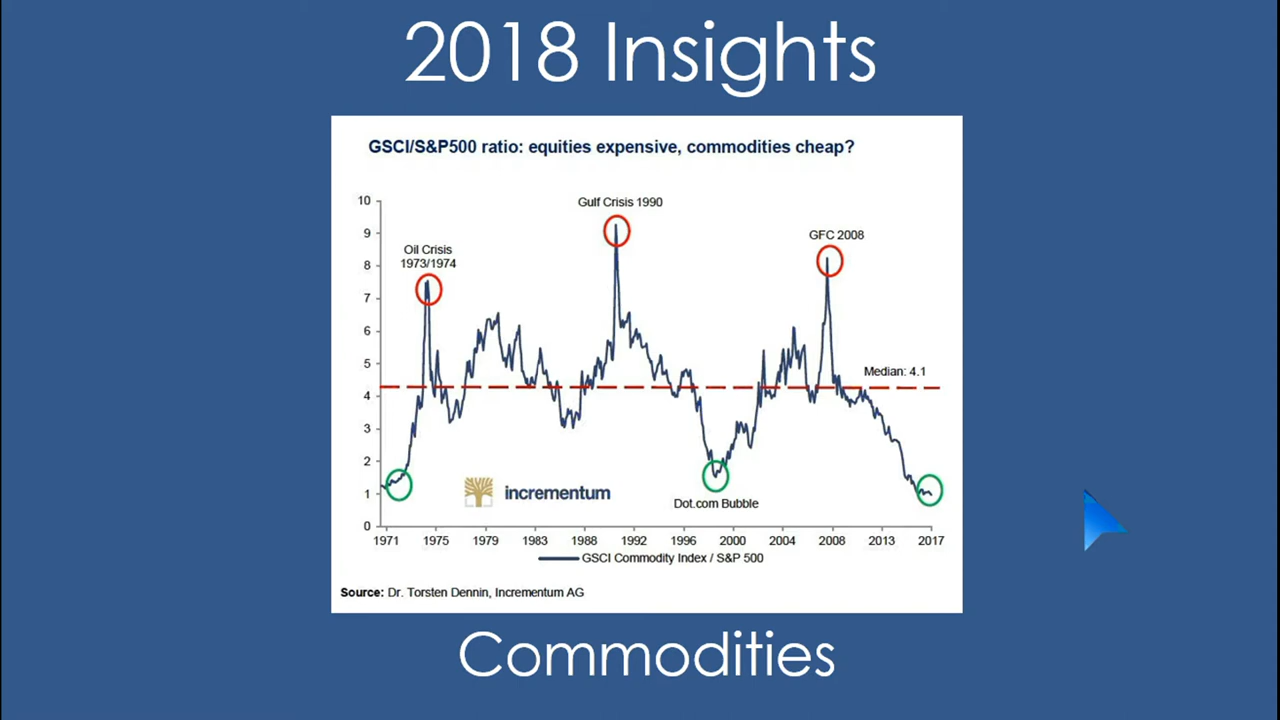 2018 Insights
GSCI/S&P500 ratio: equities expensive, commodities cheap?
10
9
8
7
6
5
4
3
2
1
0
Oil Crisis
1973/1974
Gulf Crisis 1990
GFC 2008
Median: 4.1
incrementum
Dot.com Bubble
1971 1975 1979 1983 1988 1992 1996 2000 2004 2008 2013 2017
GSCI Commodity Index / S&P 500
Source: Dr. Torsten Dennin, Incrementum AG
Commodities